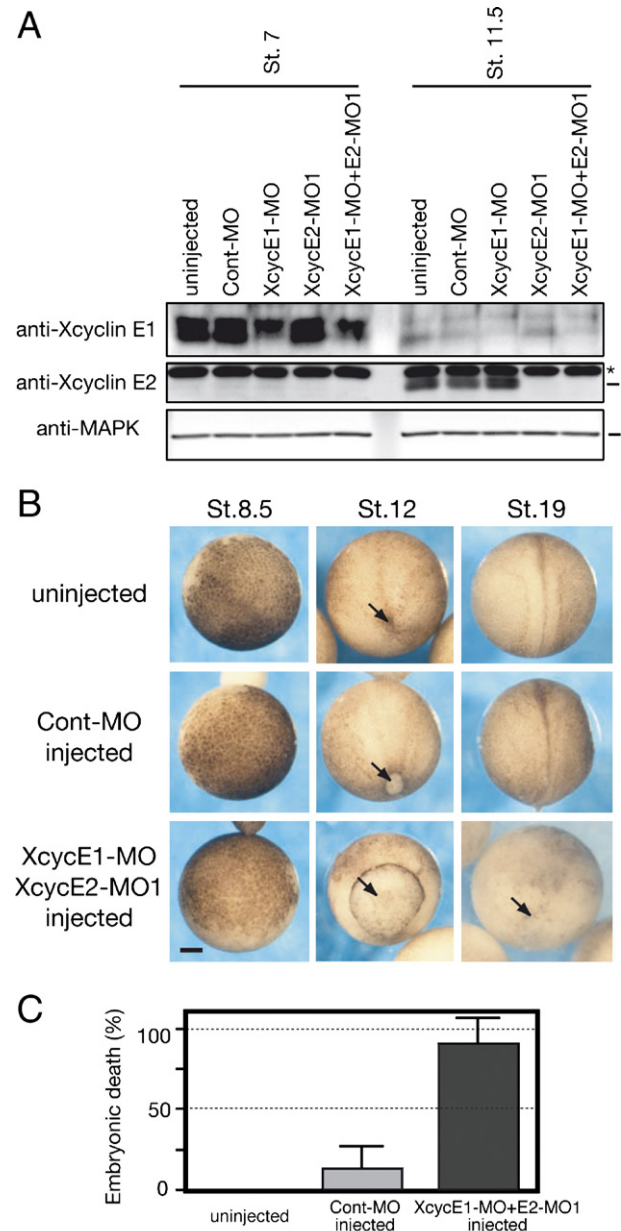 A
St. 7
St. 11.5
uninjected
Cont-MO
XcycE1-MO
XcycE2-MO1
XcycE1-MO+E2-MO1
uninjected
Cont-MO
XcycE1-MO
XcycE2-MO1
XcycE1-MO+E2-MO1
anti-Xcyclin E1
anti-Xcyclin E2
*
anti-MAPK
B
St.8.5
St.12
St.19
uninjected
Cont-MO
injected
XcycE1-MO
XcycE2-MO1
injected
C
Embryonic death (%)
100
50
0
uninjected
Cont-MO
injected
XcycE1-MO+E2-MO1
injected